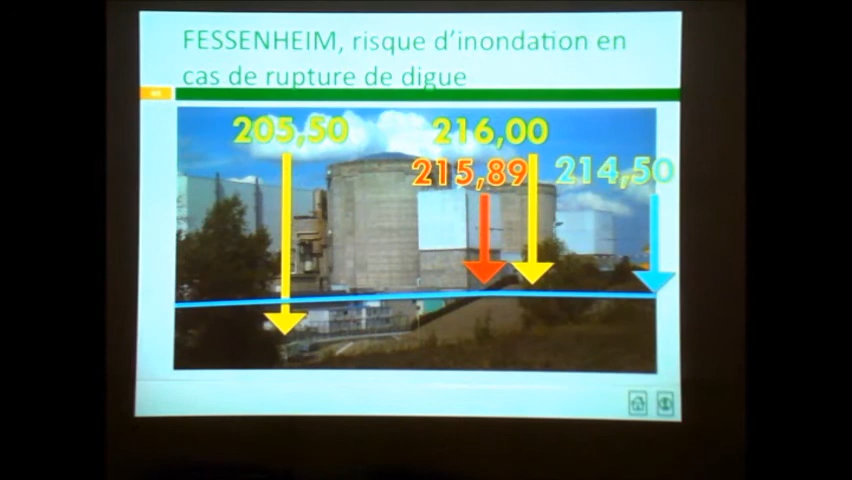 FESSENHEIM, risque d'inondation en
cas de rupture de digue
205,50
216,00
215,89
214,50